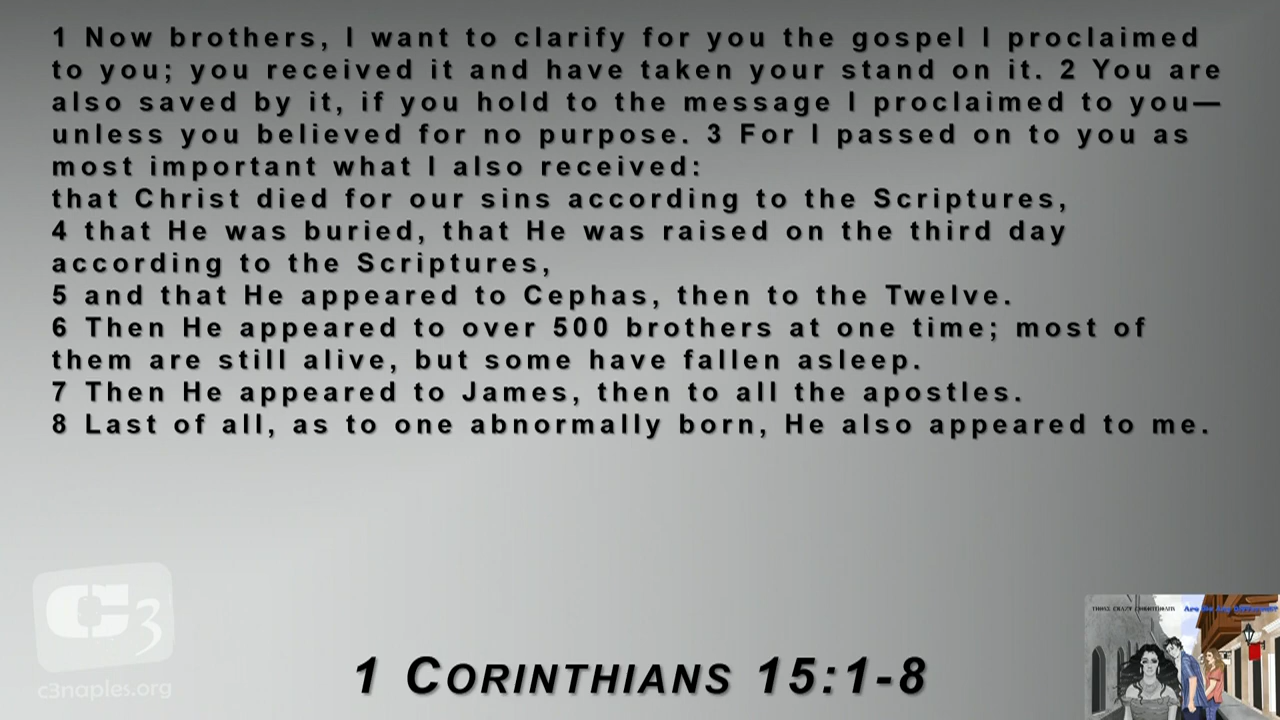 1 Now brothers, I want to clarify for you the gospel I proclaimed
to you; you received it and have taken your stand on it. 2 You are
also saved by it, if you hold to the message I proclaimed to you—
unless you believed for no purpose. 3 For I passed on to you as
most important what I also received:
that Christ died for our sins according to the Scriptures,
4 that He was buried, that He was raised on the third day
according to the Scriptures,
5 and that He appeared to Cephas, then to the Twelve.
6 Then He appeared to over 500 brothers at one time; most of
them are still alive, but some have fallen asleep.
7 Then He appeared to James, then to all the apostles.
8 Last of all, as to one abnormally born, He also appeared to me.
C3
c3naples.org
THOSE CRAZY CORINTHIANS Are We Any Different?
1 CORINTHIANS 15:1-8